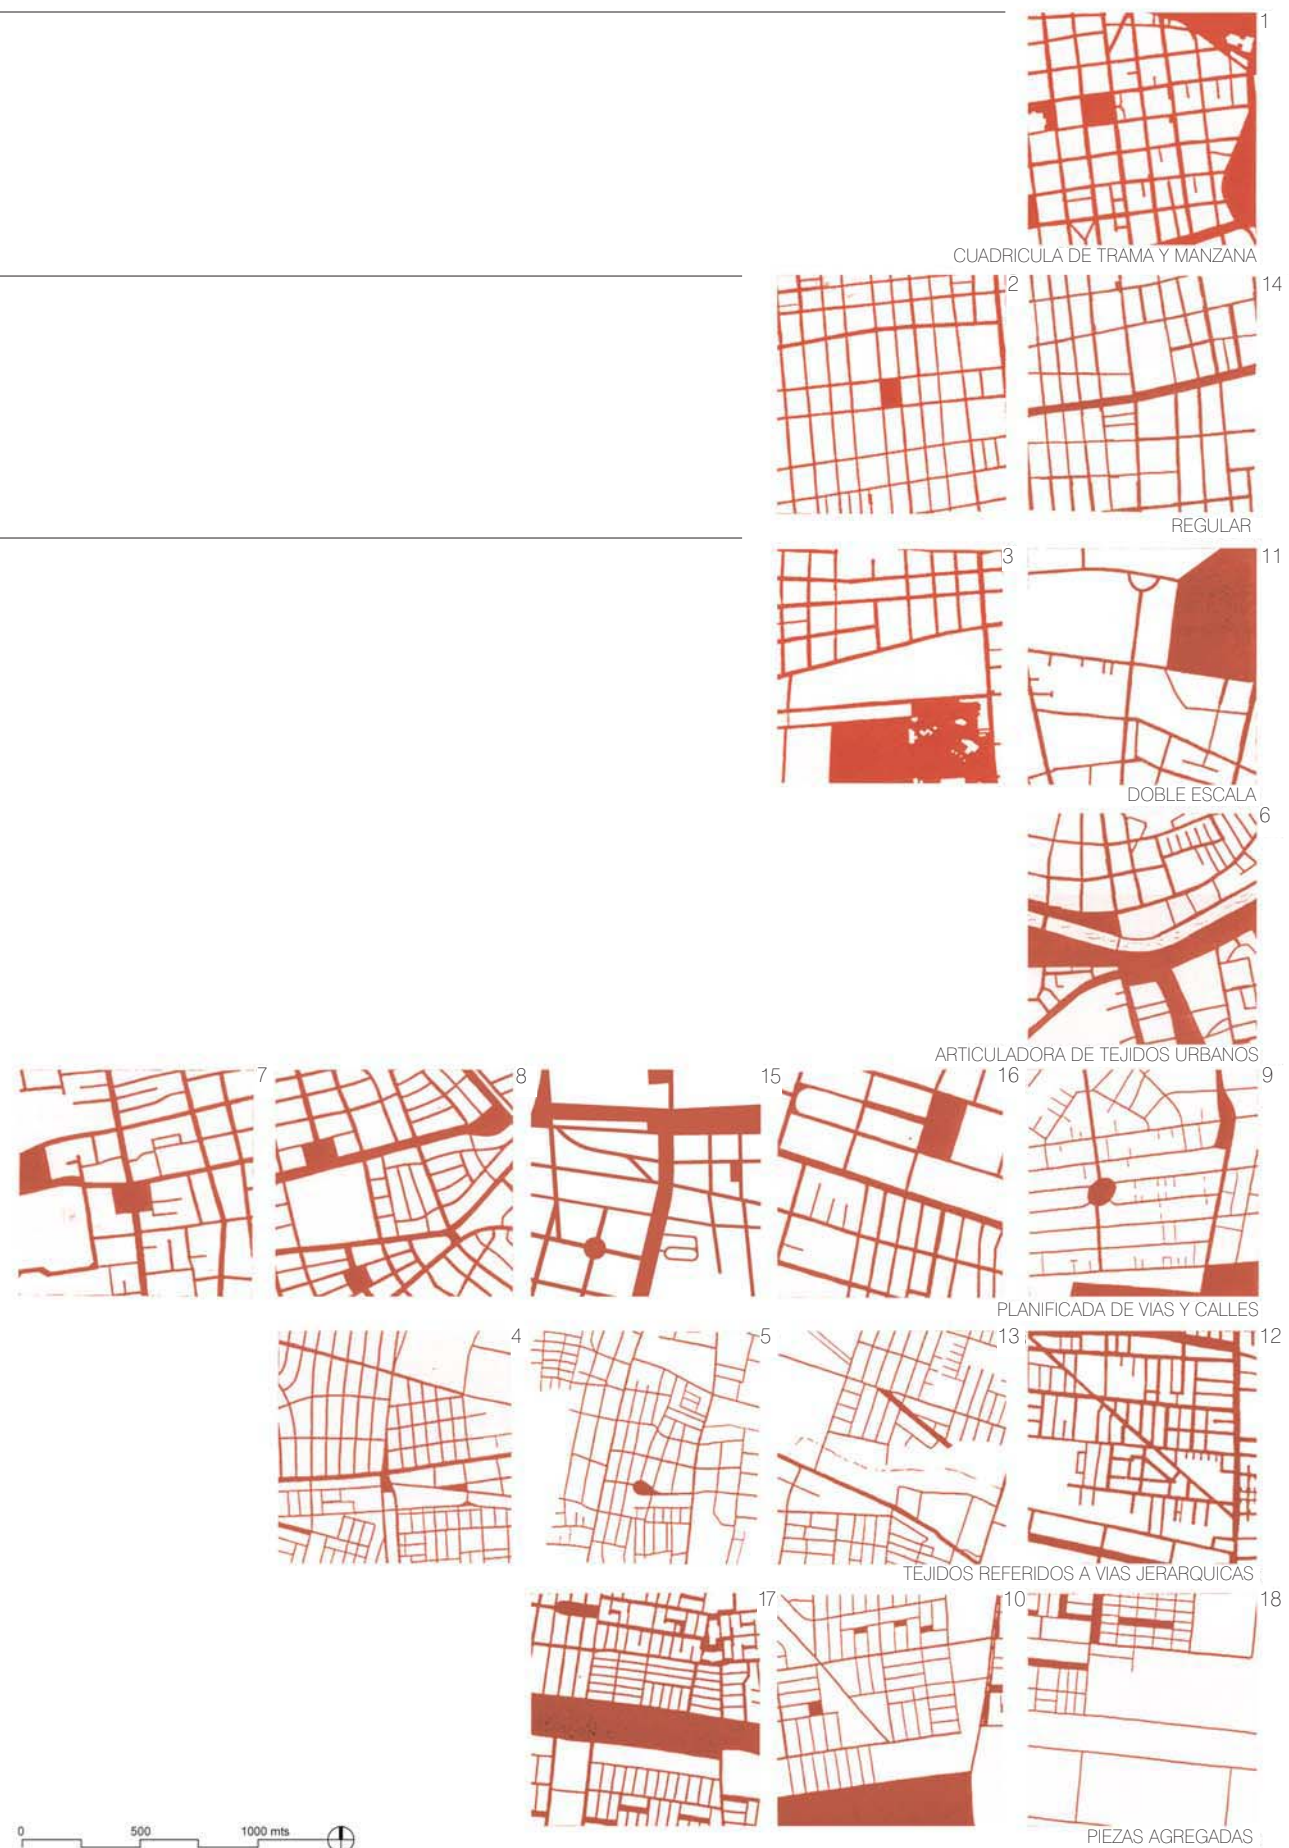 1
CUADRICULA DE TRAMA Y MANZANA
2
14
REGULAR
3
11
DOBLE ESCALA
6
ARTICULADORA DE TEJIDOS URBANOS
7
8
15
16
9
PLANIFICADA DE VIAS Y CALLES
4
5
13
12
TEJIDOS REFERIDOS A VIAS JERARQUICAS
17
10
18
PIEZAS AGREGADAS
0 500 1000 mts